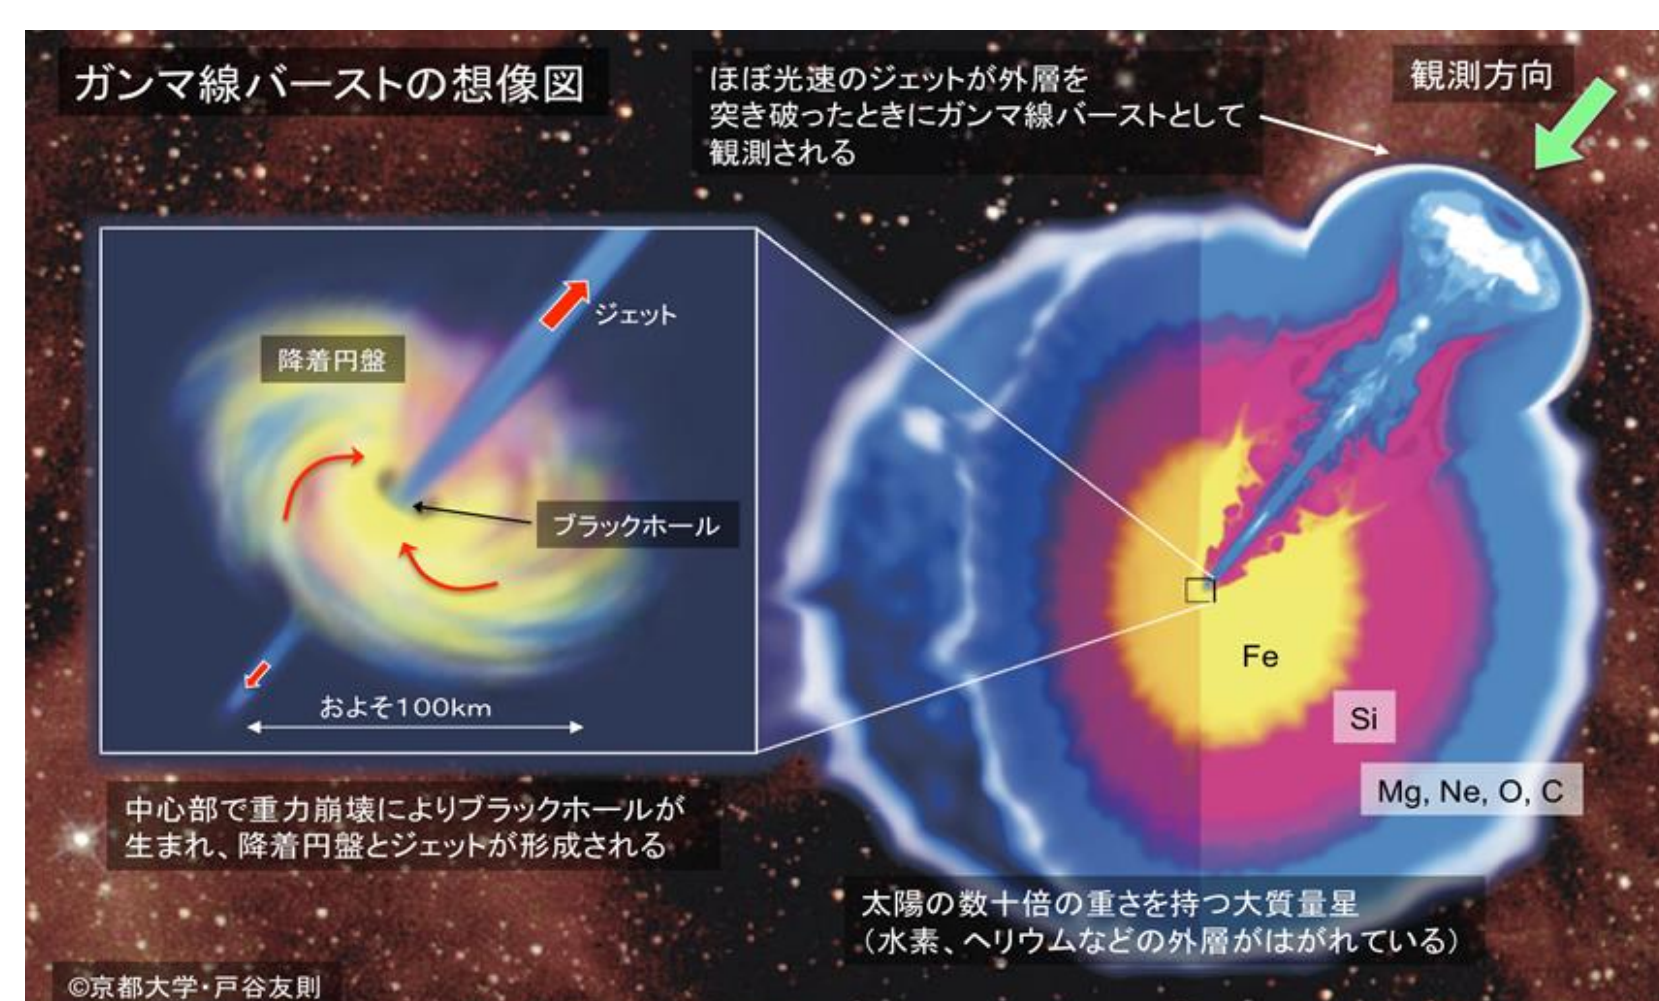 ガンマ線バーストの想像図
ほぼ光速のジェットが外層を
突き破ったときにガンマ線バーストとして
観測される
観測方向
ジェット
降着円盤
ブラックホール
およそ100km
中心部で重力崩壊によりブラックホールが
生まれ、降着円盤とジェットが形成される
Fe
Si
Mg, Ne, O, C
太陽の数十倍の重さを持つ大質量星
（水素、ヘリウムなどの外層がはがれている）
©京都大学・戸谷友則